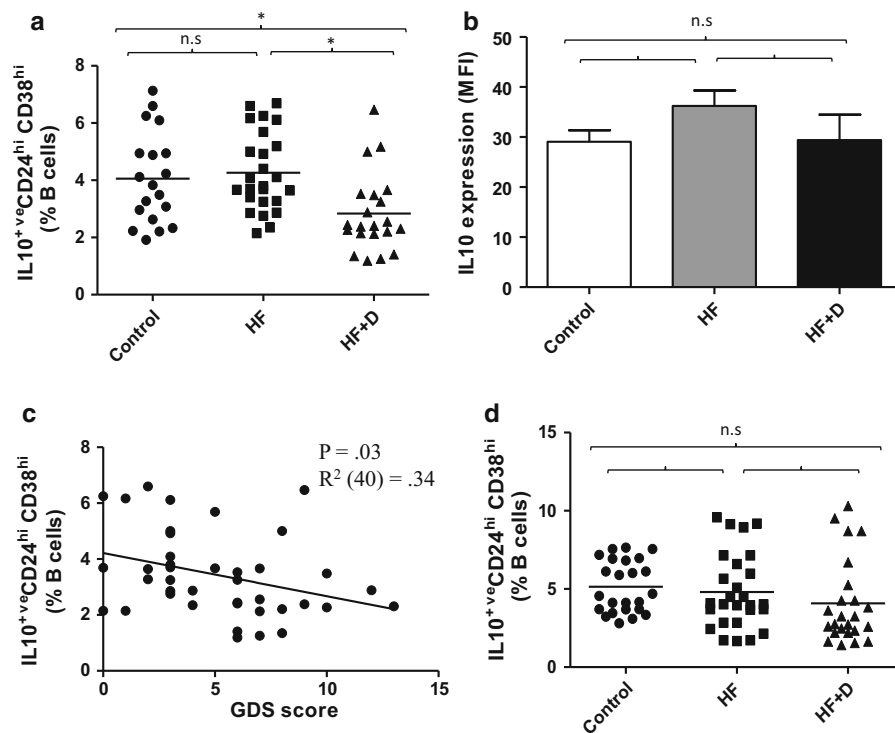 a
*
n.s
*
IL10+ veCD24hi CD38hi
(% B cells)
8
6
4
2
0
Control
HF
HF+D
b
n.s
IL10 expression (MFI)
50
40
30
20
10
0
Control
HF
HF+D
c
P = .03
R2 (40) = .34
IL10+ veCD24hi CD38hi
(% B cells)
8
6
4
2
0
0
5
10
15
GDS score
d
n.s
IL10+ veCD24hi CD38hi
(% B cells)
15
10
5
0
Control
HF
HF+D